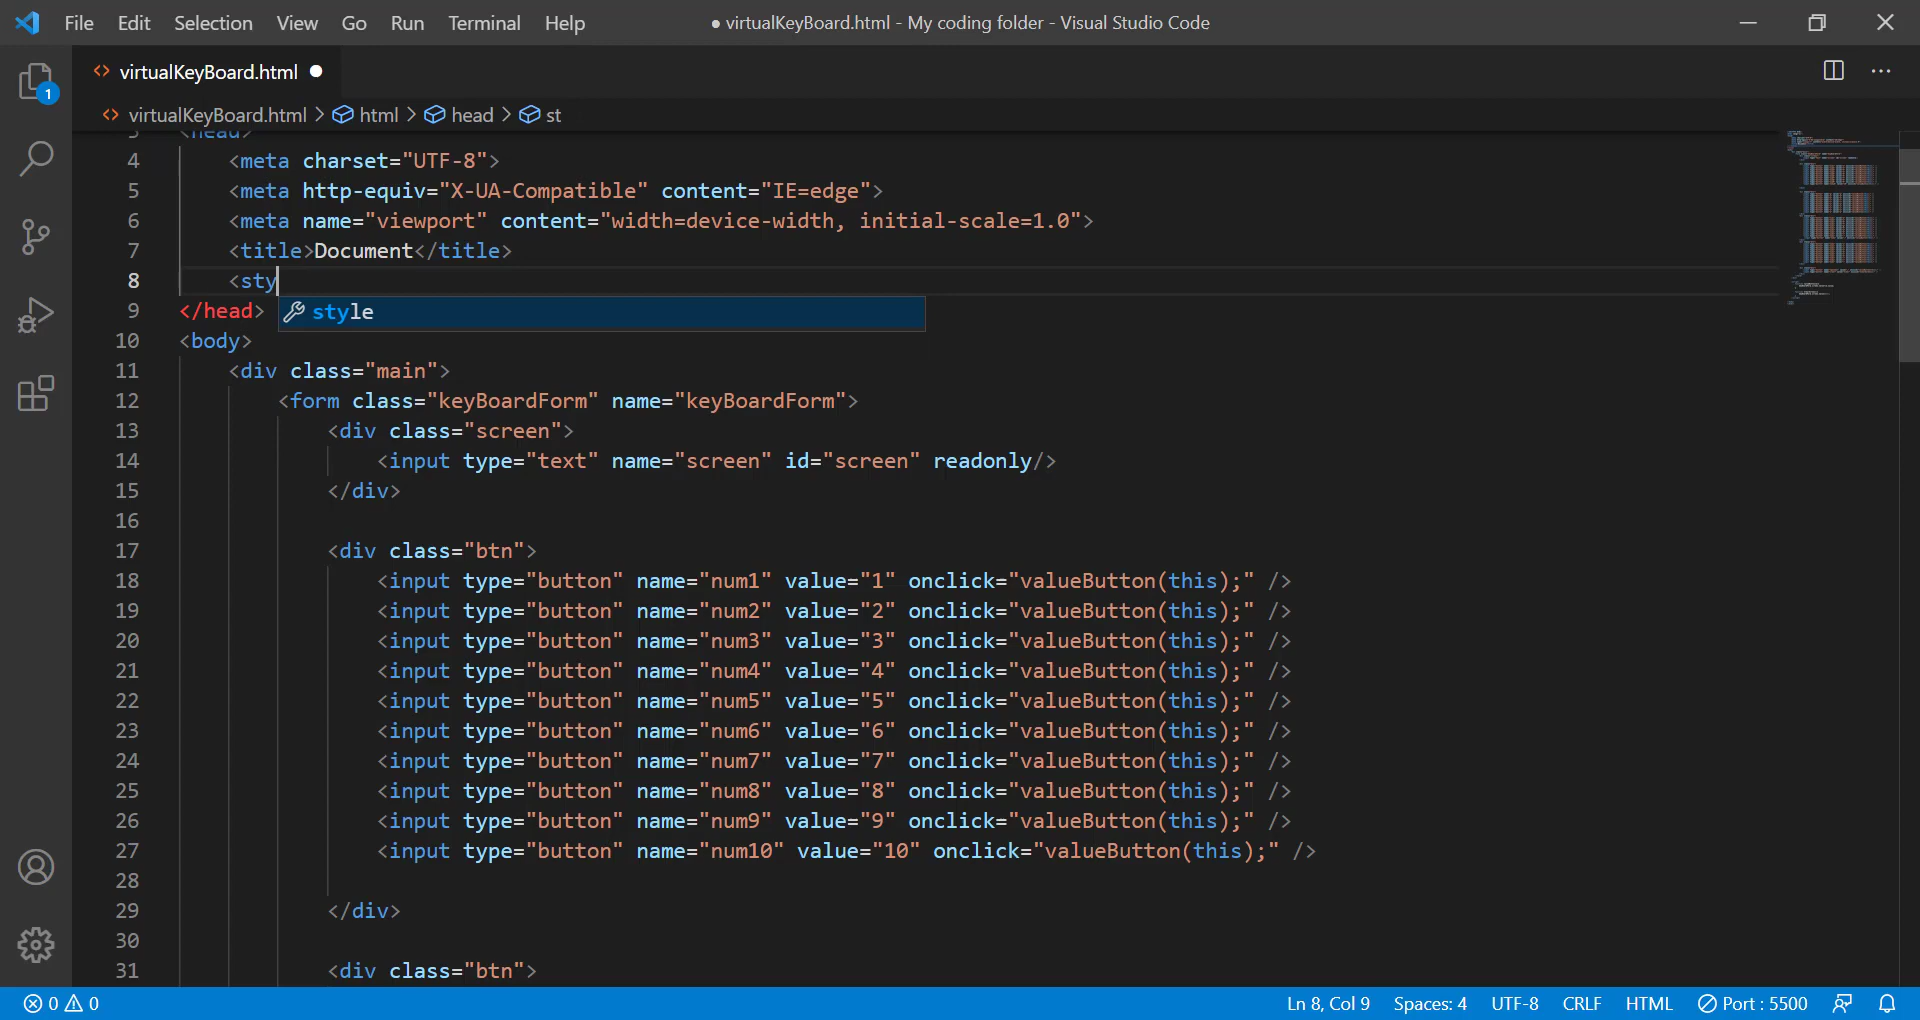 File Edit Selection View Go Run Terminal Help ● virtualKeyBoard.html - My coding folder - Visual Studio Code
1
<> virtualKeyBoard.html ●
<> virtualKeyBoard.html > html > head > st
3 <head>
4 <meta charset="UTF-8">
5 <meta http-equiv="X-UA-Compatible" content="IE=edge">
6 <meta name="viewport" content="width=device-width, initial-scale=1.0">
7 <title>Document</title>
8 <sty
style
9 </head>
10 <body>
11 <div class="main">
12 <form class="keyBoardForm" name="keyBoardForm">
13 <div class="screen">
14 <input type="text" name="screen" id="screen" readonly/>
15 </div>
16
17 <div class="btn">
18 <input type="button" name="num1" value="1" onclick="valueButton(this);" />
19 <input type="button" name="num2" value="2" onclick="valueButton(this);" />
20 <input type="button" name="num3" value="3" onclick="valueButton(this);" />
21 <input type="button" name="num4" value="4" onclick="valueButton(this);" />
22 <input type="button" name="num5" value="5" onclick="valueButton(this);" />
23 <input type="button" name="num6" value="6" onclick="valueButton(this);" />
24 <input type="button" name="num7" value="7" onclick="valueButton(this);" />
25 <input type="button" name="num8" value="8" onclick="valueButton(this);" />
26 <input type="button" name="num9" value="9" onclick="valueButton(this);" />
27 <input type="button" name="num10" value="10" onclick="valueButton(this);" />
28
29 </div>
30
31 <div class="btn">
0 0 Ln 8, Col 9 Spaces: 4 UTF-8 CRLF HTML Port : 5500